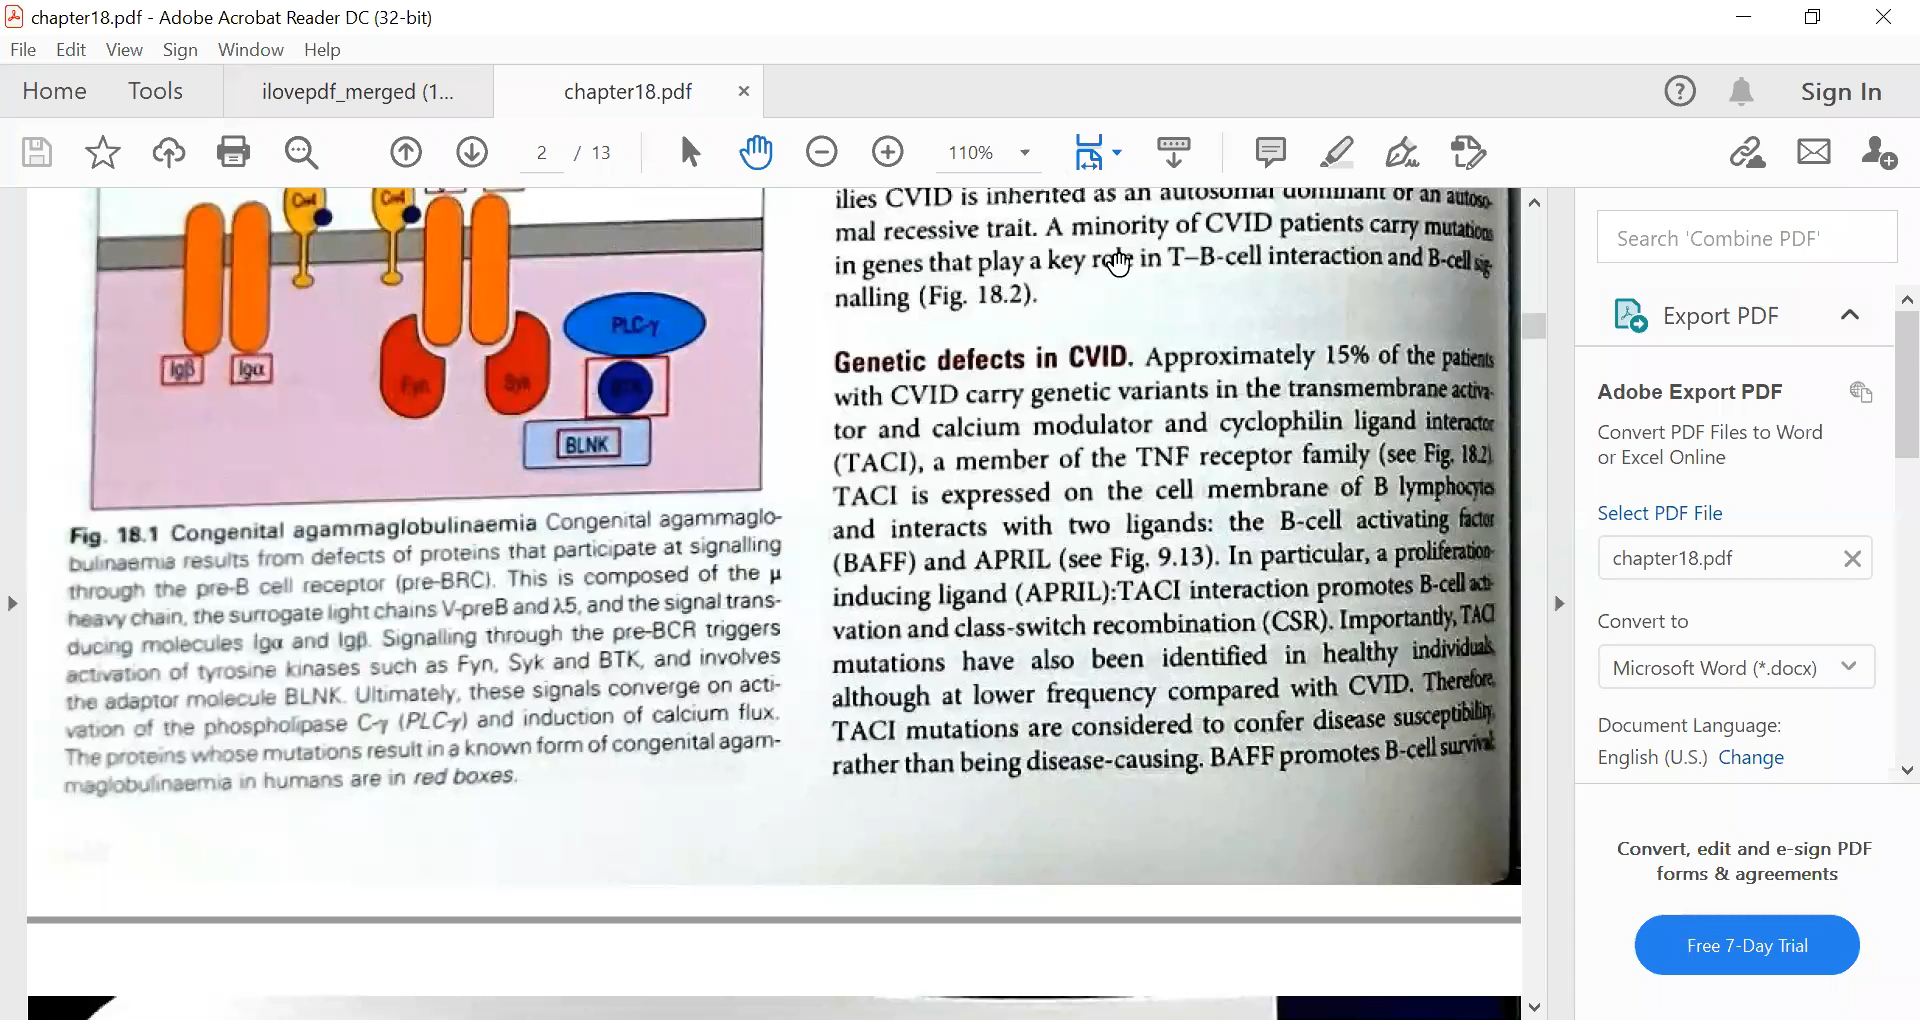 chapter18.pdf - Adobe Acrobat Reader DC (32-bit)
File Edit View Sign Window Help
Home Tools ilovepdf_merged (1... chapter18.pdf × Sign In
2 / 13 110%
Igβ Igα
Fyn Syk
PLC-γ
BTK
BLNK
Fig. 18.1 Congenital agammaglobulinaemia Congenital agammaglo-
bulinaemia results from defects of proteins that participate at signalling
through the pre-B cell receptor (pre-BRC). This is composed of the μ
heavy chain, the surrogate light chains V-preB and λ5, and the signal trans-
ducing molecules Igα and Igβ. Signalling through the pre-BCR triggers
activation of tyrosine kinases such as Fyn, Syk and BTK, and involves
the adaptor molecule BLNK. Ultimately, these signals converge on acti-
vation of the phospholipase C-γ (PLC-γ) and induction of calcium flux.
The proteins whose mutations result in a known form of congenital agam-
maglobulinaemia in humans are in red boxes.
ilies CVID is inherited as an autosomal dominant or an autoso-
mal recessive trait. A minority of CVID patients carry mutations
in genes that play a key role in T–B-cell interaction and B-cell sig-
nalling (Fig. 18.2).
Genetic defects in CVID. Approximately 15% of the patients
with CVID carry genetic variants in the transmembrane activa-
tor and calcium modulator and cyclophilin ligand interactor
(TACI), a member of the TNF receptor family (see Fig. 18.2).
TACI is expressed on the cell membrane of B lymphocytes
and interacts with two ligands: the B-cell activating factor
(BAFF) and APRIL (see Fig. 9.13). In particular, a proliferation-
inducing ligand (APRIL):TACI interaction promotes B-cell acti-
vation and class-switch recombination (CSR). Importantly, TACI
mutations have also been identified in healthy individuals,
although at lower frequency compared with CVID. Therefore,
TACI mutations are considered to confer disease susceptibility,
rather than being disease-causing. BAFF promotes B-cell survival
Search 'Combine PDF'
Export PDF
Adobe Export PDF
Convert PDF Files to Word
or Excel Online
Select PDF File
chapter18.pdf
Convert to
Microsoft Word (*.docx)
Document Language:
English (U.S.) Change
Convert, edit and e-sign PDF
forms & agreements
Free 7-Day Trial